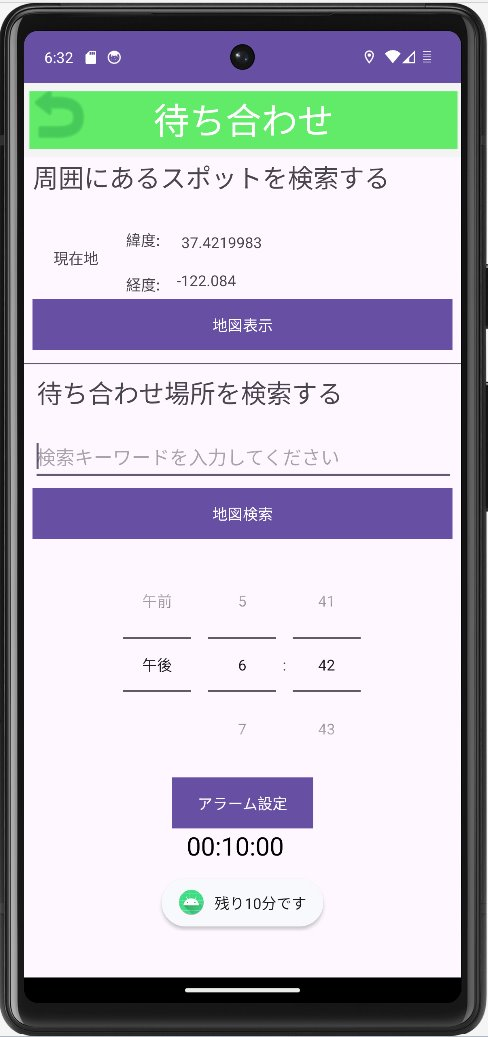 6:32
待ち合わせ
周囲にあるスポットを検索する
現在地
緯度: 37.4219983
経度: -122.084
地図表示
待ち合わせ場所を検索する
検索キーワードを入力してください
地図検索
午前 5 41
午後 6 : 42
7 43
アラーム設定
00:10:00
残り10分です